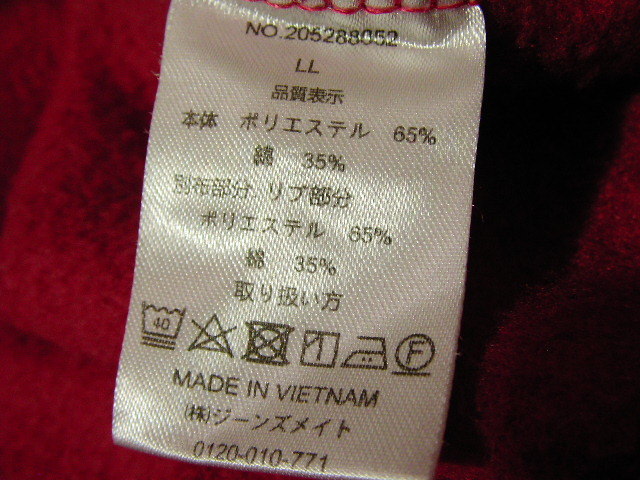 NO.205288952
LL
品質表示
本体 ポリエステル 65%
綿 35%
別布部分 リブ部分
ポリエステル 65%
綿 35%
取り扱い方
40
F
MADE IN VIETNAM
(株)ジーンズメイト
0120-010-771